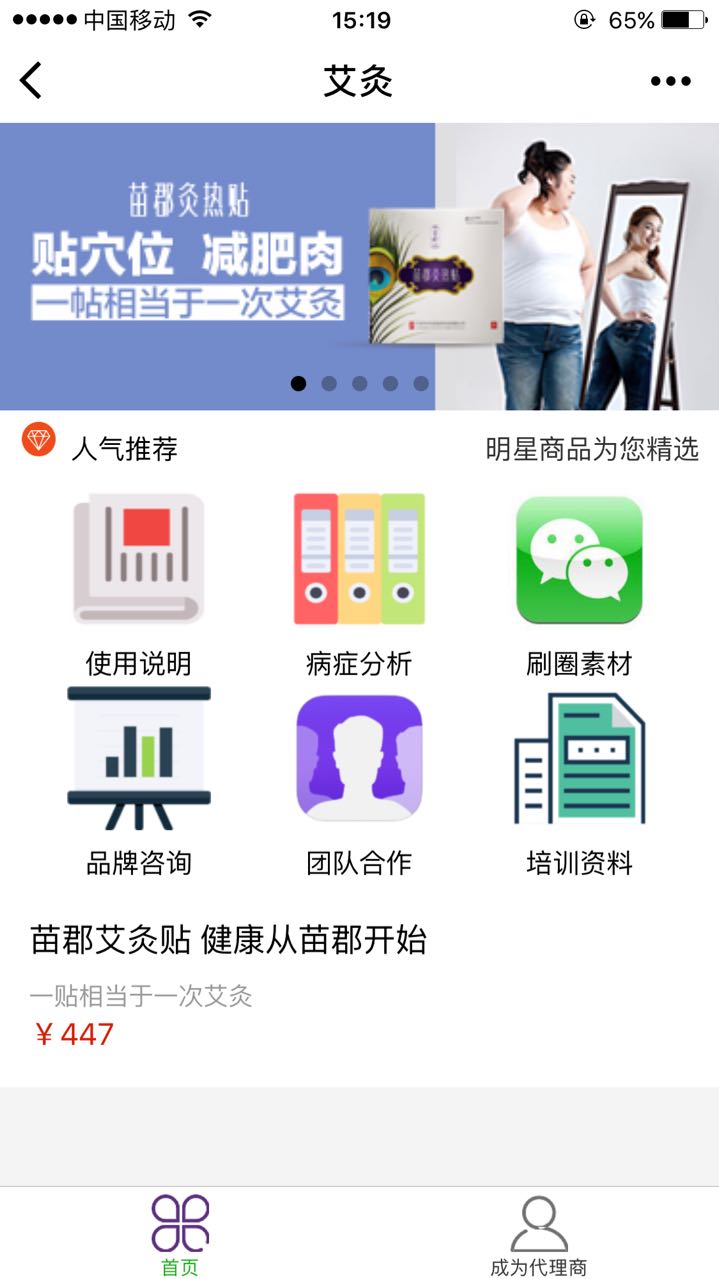 中国移动 15:19 65%
艾灸
苗郡灸热贴
贴穴位 减肥肉
一帖相当于一次艾灸
苗郡灸热贴
人气推荐 明星商品为您精选
使用说明 病症分析 刷圈素材
品牌咨询 团队合作 培训资料
苗郡艾灸贴 健康从苗郡开始
一贴相当于一次艾灸
¥ 447
首页 成为代理商